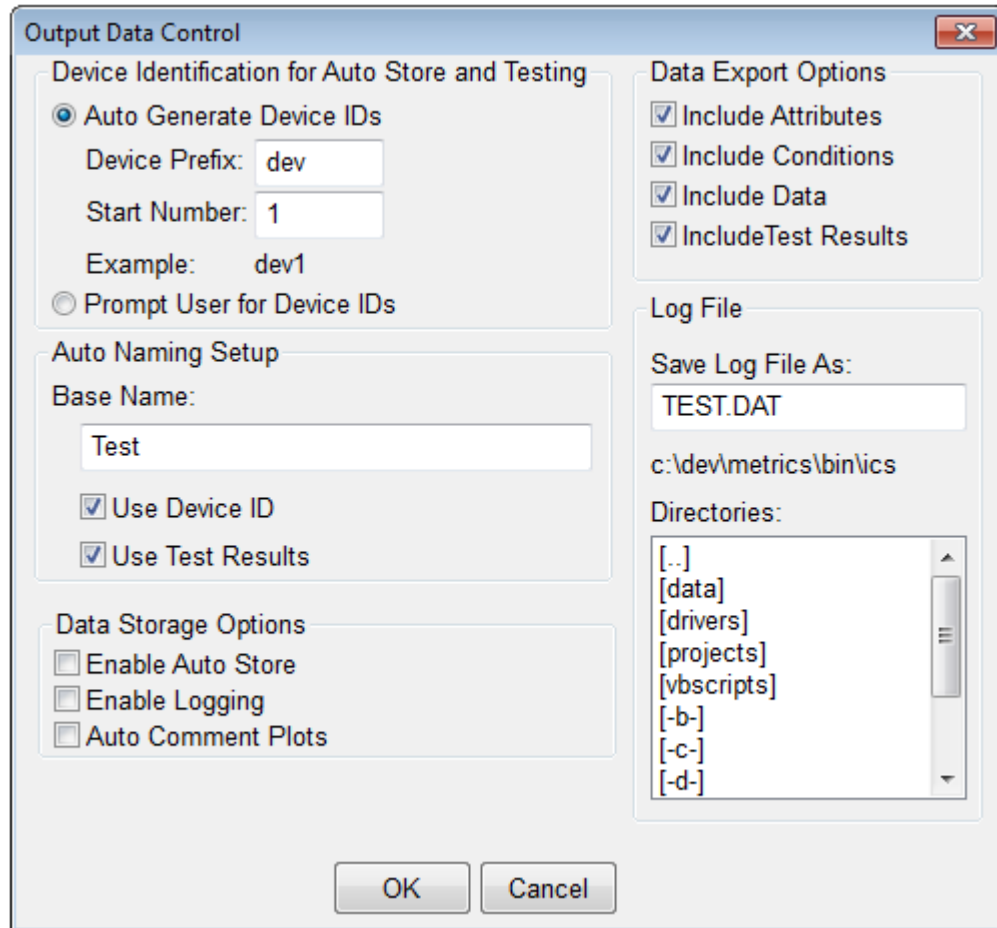 Output Data Control
Device Identification for Auto Store and Testing
Auto Generate Device IDs
Device Prefix: dev
Start Number: 1
Example: dev1
Prompt User for Device IDs
Auto Naming Setup
Base Name:
Test
Use Device ID
Use Test Results
Data Storage Options
Enable Auto Store
Enable Logging
Auto Comment Plots
Data Export Options
Include Attributes
Include Conditions
Include Data
IncludeTest Results
Log File
Save Log File As:
TEST.DAT
c:\dev\metrics\bin\ics
Directories:
[..]
[data]
[drivers]
[projects]
[vbscripts]
[-b-]
[-c-]
[-d-]
OK Cancel